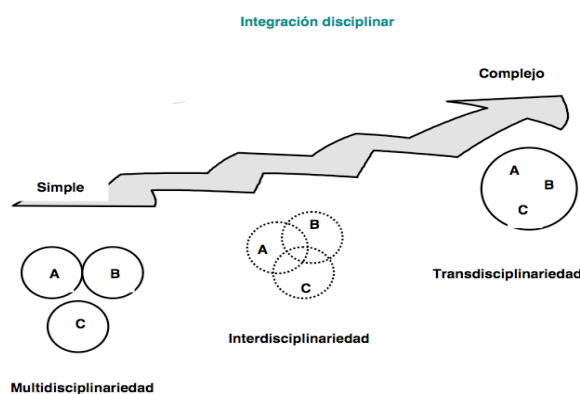 Integración disciplinar
Complejo
Simple
A
B
C
A
B
C
A
B
C
Transdisciplinariedad
Interdisciplinariedad
Multidisciplinariedad